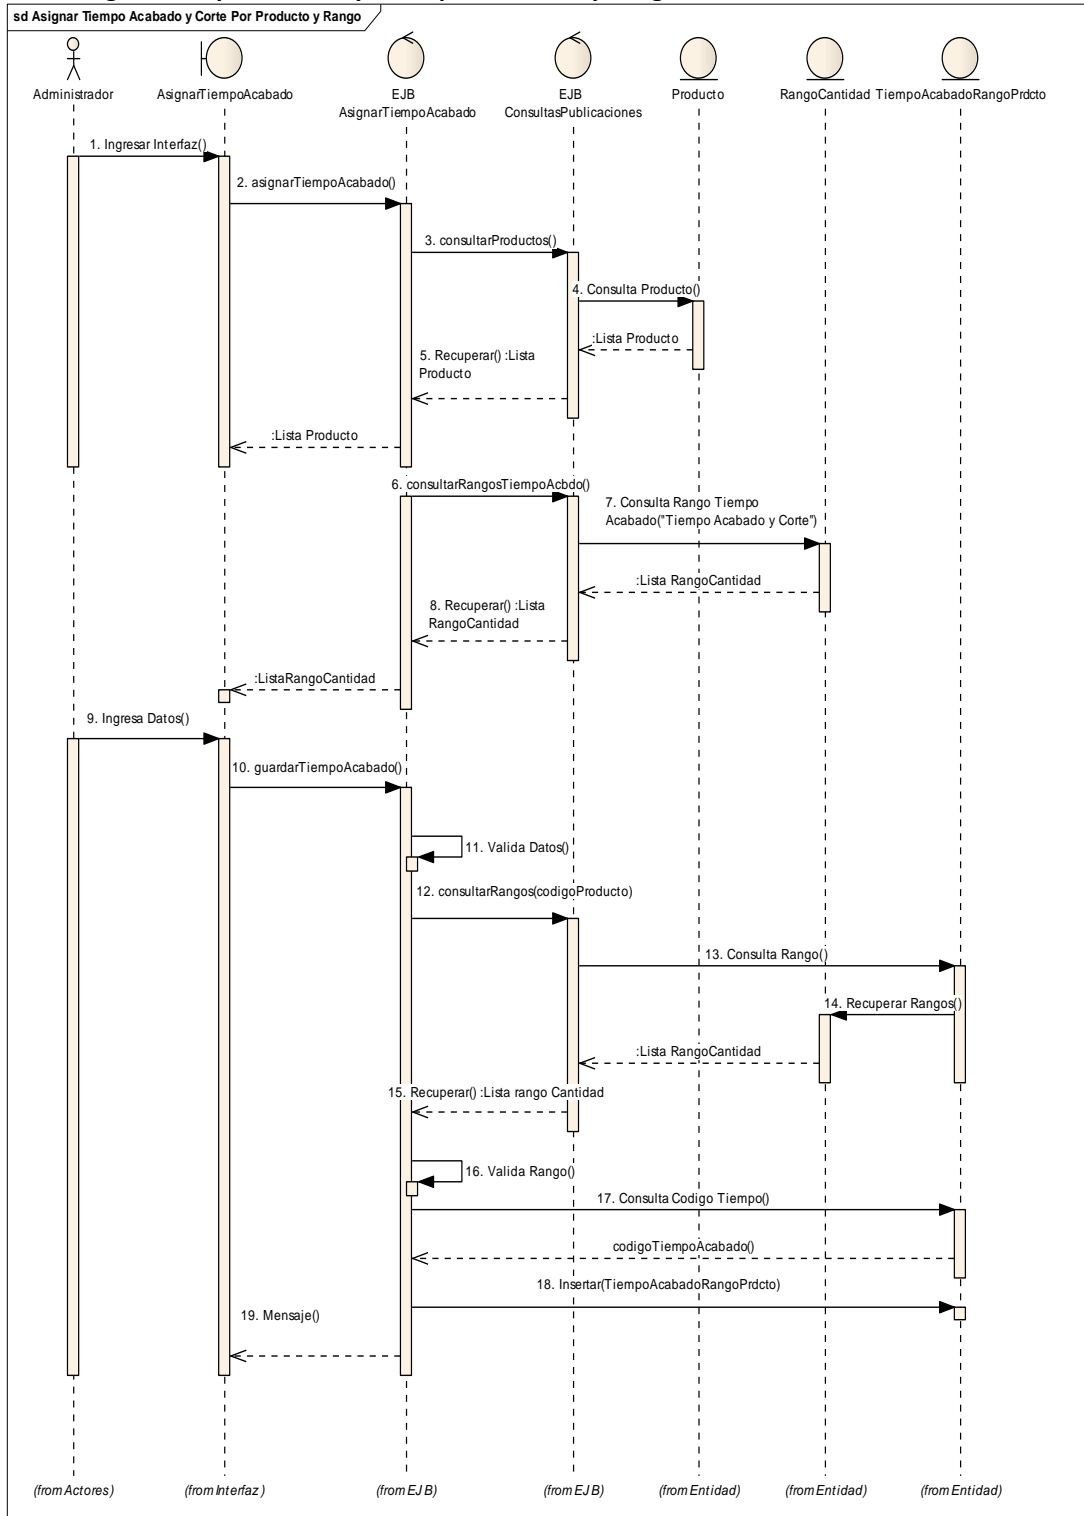 sd Asignar Tiempo Acabado y Corte Por Producto y Rango
Administrador
AsignarTiempoAcabado
EJB
AsignarTiempoAcabado
EJB
ConsultasPublicaciones
Producto
RangoCantidad
TiempoAcabadoRangoPrdcto
1. Ingresar Interfaz()
2. asignarTiempoAcabado()
3. consultarProductos()
4. Consulta Producto()
:Lista Producto
5. Recuperar() :Lista
Producto
:Lista Producto
6. consultarRangosTiempoAcbdo()
7. Consulta Rango Tiempo
Acabado("Tiempo Acabado y Corte")
:Lista RangoCantidad
8. Recuperar() :Lista
RangoCantidad
:ListaRangoCantidad
9. Ingresa Datos()
10. guardarTiempoAcabado()
11. Valida Datos()
12. consultarRangos(codigoProducto)
13. Consulta Rango()
14. Recuperar Rangos()
:Lista RangoCantidad
15. Recuperar() :Lista rango Cantidad
16. Valida Rango()
17. Consulta Codigo Tiempo()
codigoTiempoAcabado()
18. Insertar(TiempoAcabadoRangoPrdcto)
19. Mensaje()
(from Actores)
(from Interfaz)
(from EJB)
(from EJB)
(from Entidad)
(from Entidad)
(from Entidad)